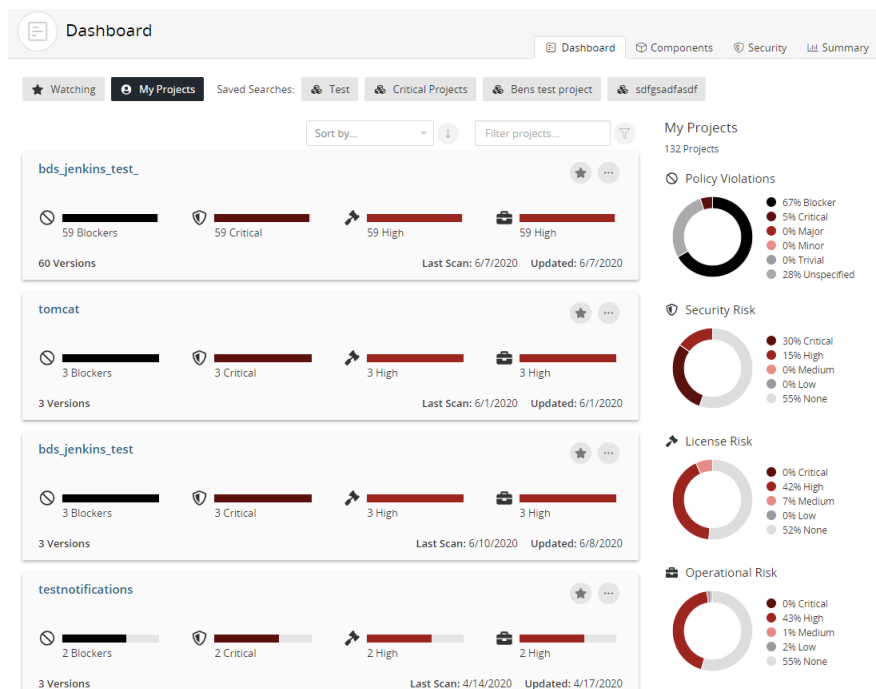 Dashboard
Dashboard Components Security Summary
Watching My Projects Saved Searches: Test Critical Projects Bens test project sdfgsadfasdf
Sort by... Filter projects...
bds_jenkins_test_
59 Blockers 59 Critical 59 High 59 High
60 Versions Last Scan: 6/7/2020 Updated: 6/7/2020
tomcat
3 Blockers 3 Critical 3 High 3 High
3 Versions Last Scan: 6/1/2020 Updated: 6/1/2020
bds_jenkins_test
3 Blockers 3 Critical 3 High 3 High
3 Versions Last Scan: 6/10/2020 Updated: 6/8/2020
testnotifications
2 Blockers 2 Critical 2 High 2 High
3 Versions Last Scan: 4/14/2020 Updated: 4/17/2020
My Projects
132 Projects
Policy Violations
67% Blocker
5% Critical
0% Major
0% Minor
0% Trivial
28% Unspecified
Security Risk
30% Critical
15% High
0% Medium
0% Low
55% None
License Risk
0% Critical
42% High
7% Medium
0% Low
52% None
Operational Risk
0% Critical
43% High
1% Medium
2% Low
55% None